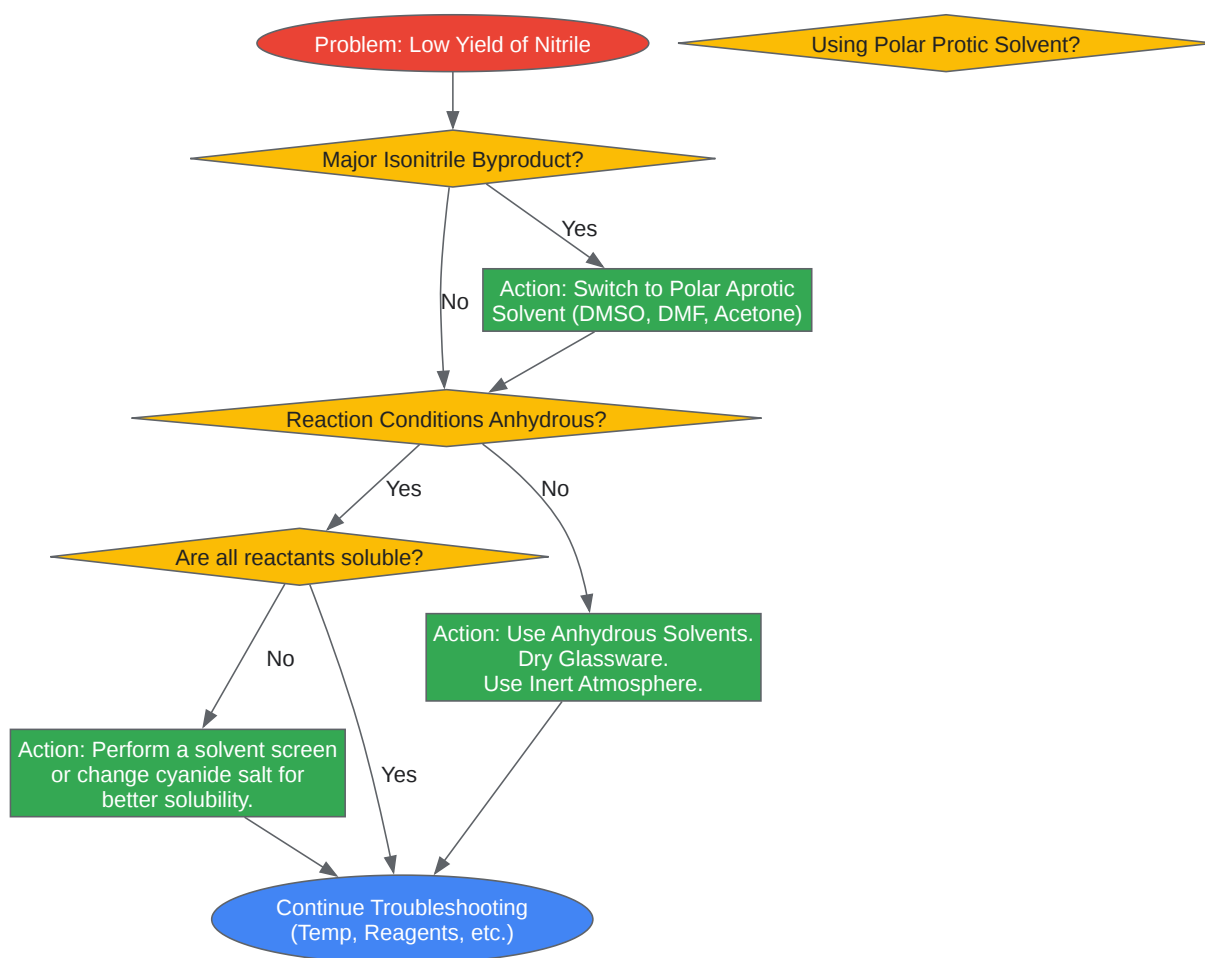 Problem: Low Yield of Nitrile
Using Polar Protic Solvent?
Major Isonitrile Byproduct?
Yes
No
Action: Switch to Polar Aprotic
Solvent (DMSO, DMF, Acetone)
Reaction Conditions Anhydrous?
Yes
No
Are all reactants soluble?
Action: Use Anhydrous Solvents.
Dry Glassware.
Use Inert Atmosphere.
No
Yes
Action: Perform a solvent screen
or change cyanide salt for
better solubility.
Continue Troubleshooting
(Temp, Reagents, etc.)